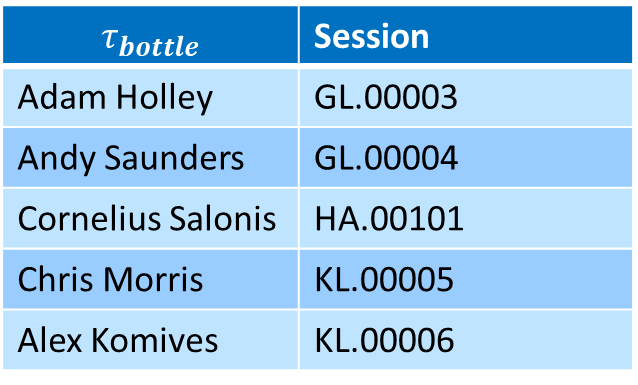 τ_bottle Session
Adam Holley GL.00003
Andy Saunders GL.00004
Cornelius Salonis HA.00101
Chris Morris KL.00005
Alex Komives KL.00006